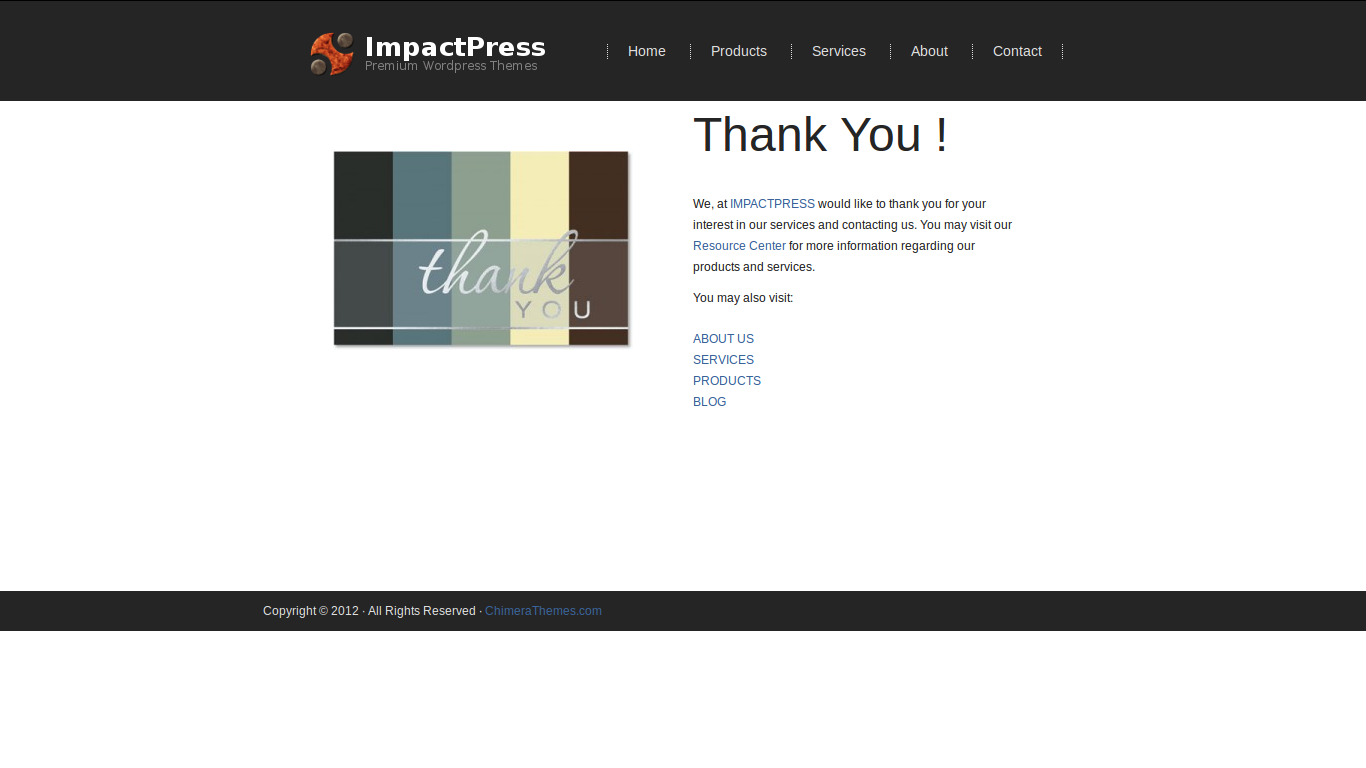 ImpactPress
Premium Wordpress Themes
Home
Products
Services
About
Contact
thank
YOU
Thank You !
We, at IMPACTPRESS would like to thank you for your
interest in our services and contacting us. You may visit our
Resource Center for more information regarding our
products and services.
You may also visit:
ABOUT US
SERVICES
PRODUCTS
BLOG
Copyright © 2012 · All Rights Reserved · ChimeraThemes.com